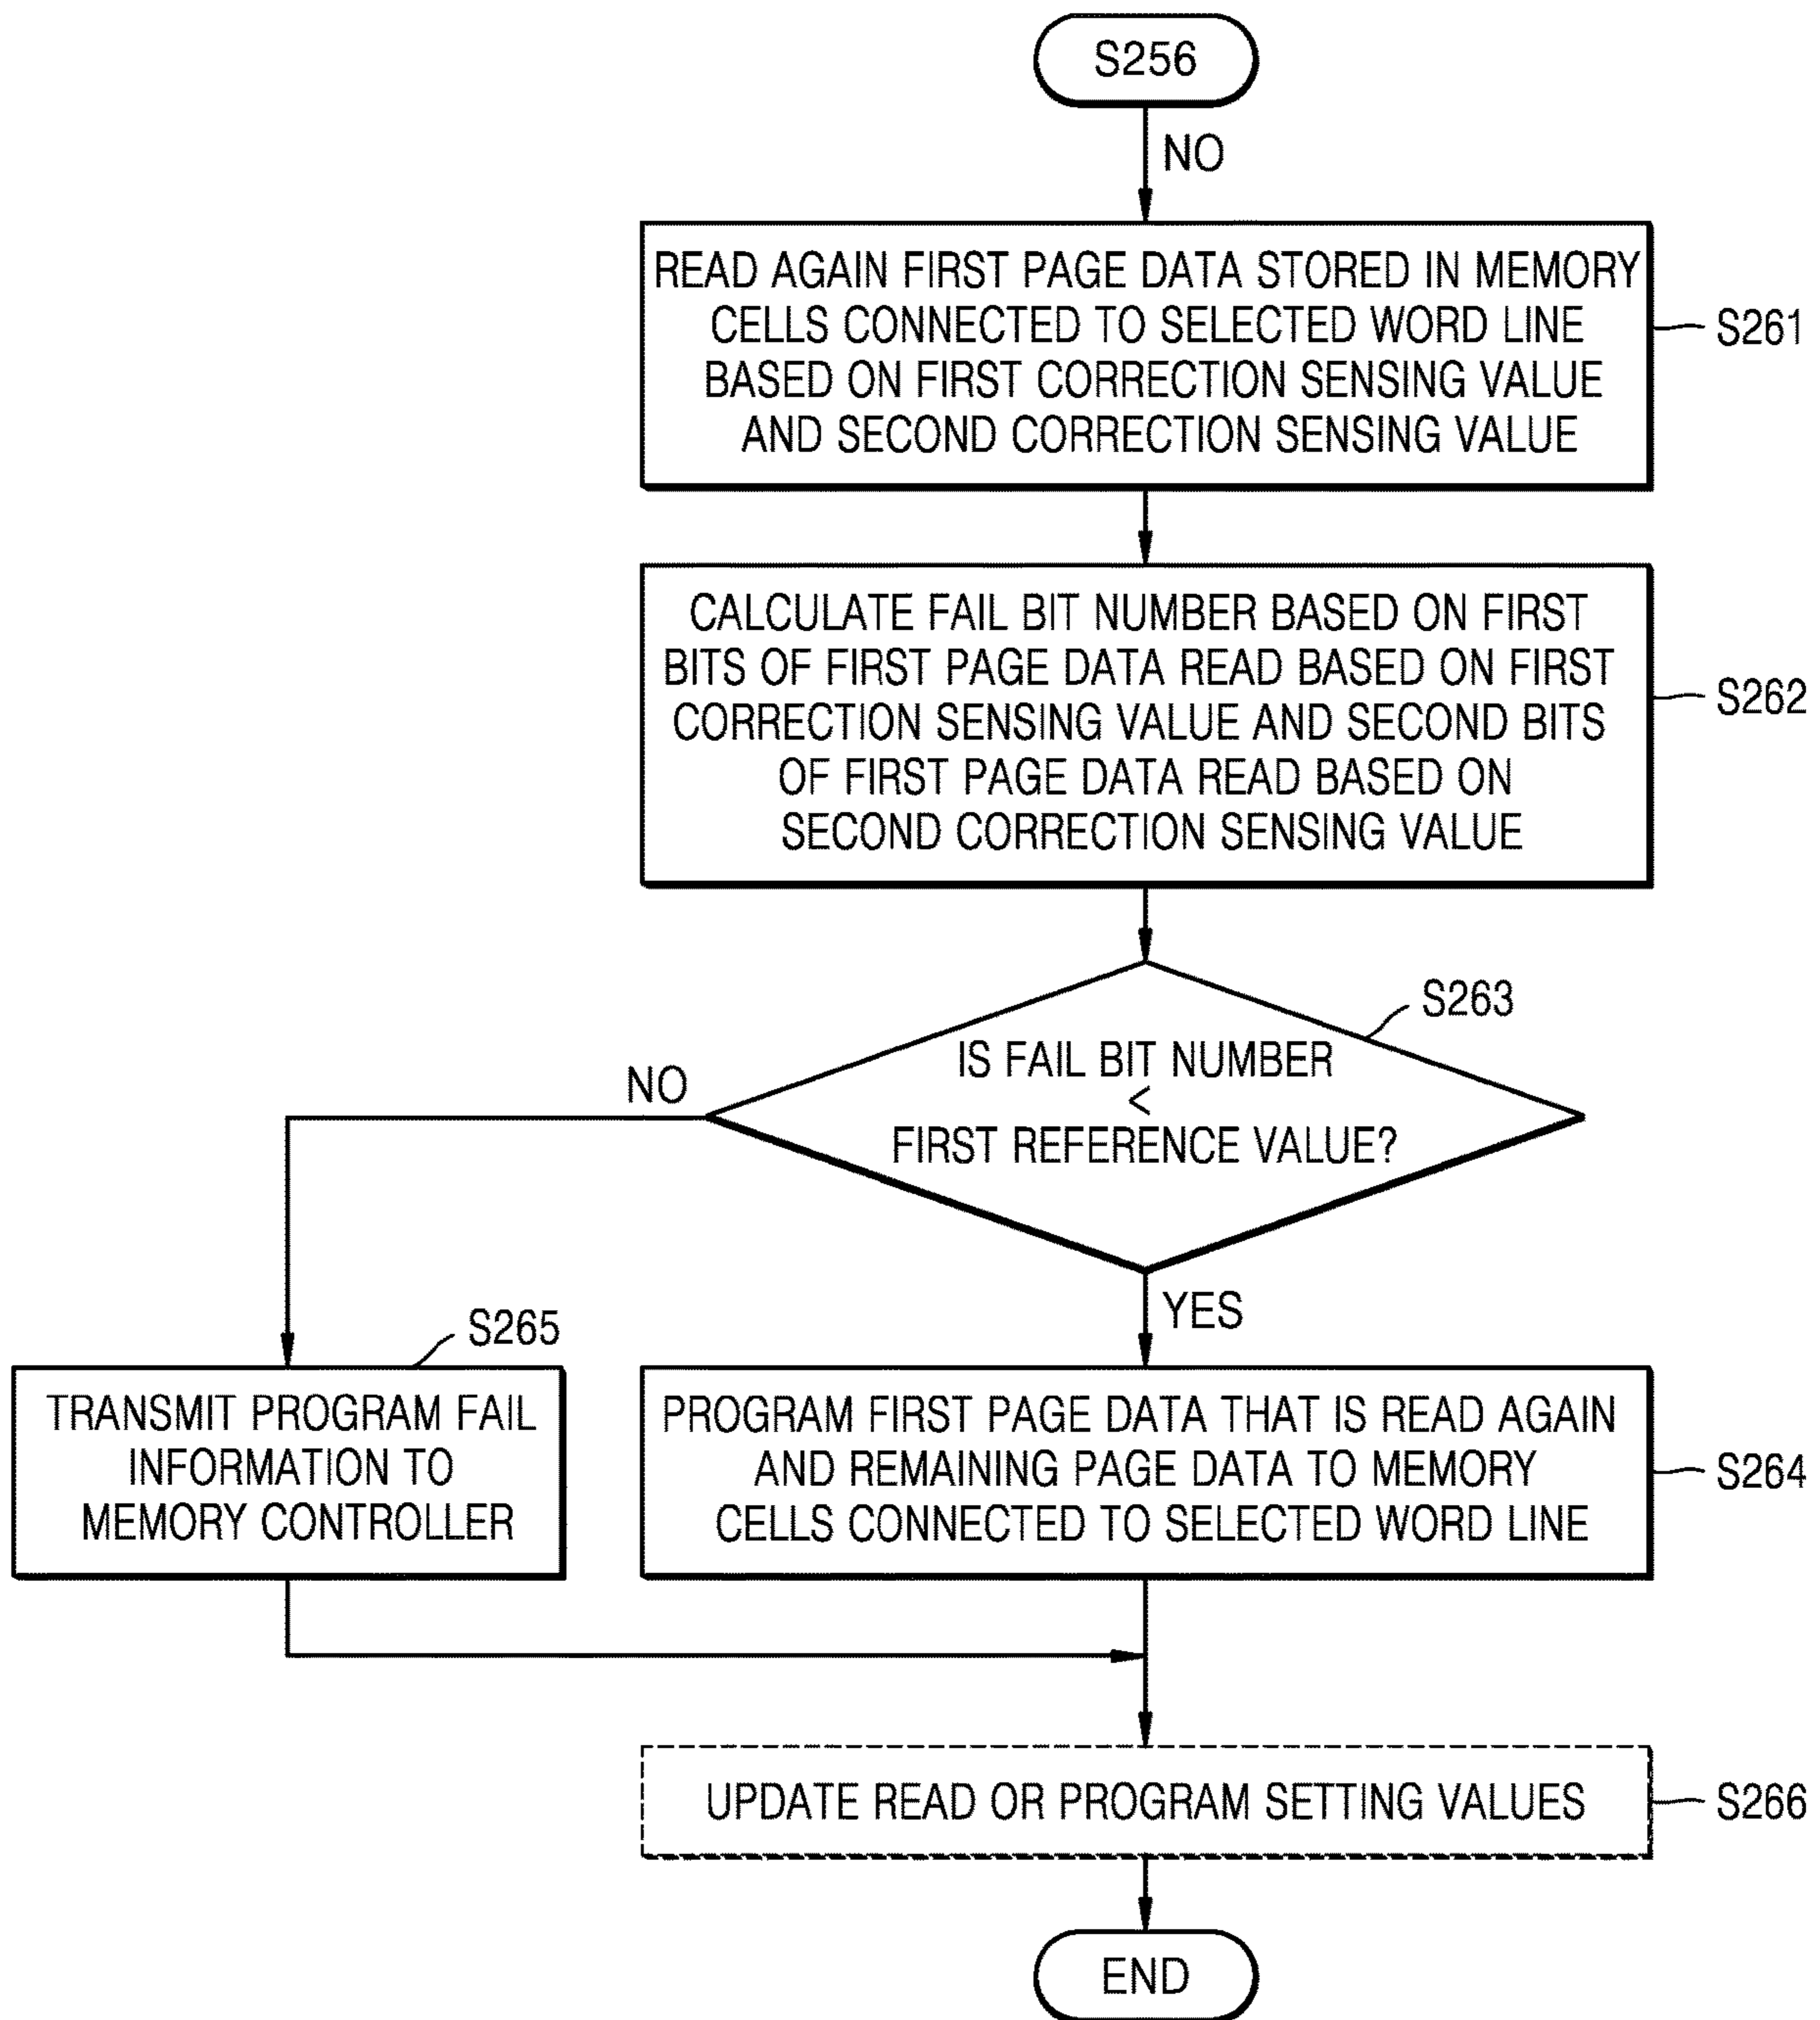 S256
NO
READ AGAIN FIRST PAGE DATA STORED IN MEMORY
CELLS CONNECTED TO SELECTED WORD LINE
BASED ON FIRST CORRECTION SENSING VALUE
AND SECOND CORRECTION SENSING VALUE
S261
CALCULATE FAIL BIT NUMBER BASED ON FIRST
BITS OF FIRST PAGE DATA READ BASED ON FIRST
CORRECTION SENSING VALUE AND SECOND BITS
OF FIRST PAGE DATA READ BASED ON
SECOND CORRECTION SENSING VALUE
S262
S263
IS FAIL BIT NUMBER
<
FIRST REFERENCE VALUE?
NO
YES
S265
TRANSMIT PROGRAM FAIL
INFORMATION TO
MEMORY CONTROLLER
PROGRAM FIRST PAGE DATA THAT IS READ AGAIN
AND REMAINING PAGE DATA TO MEMORY
CELLS CONNECTED TO SELECTED WORD LINE
S264
UPDATE READ OR PROGRAM SETTING VALUES
S266
END